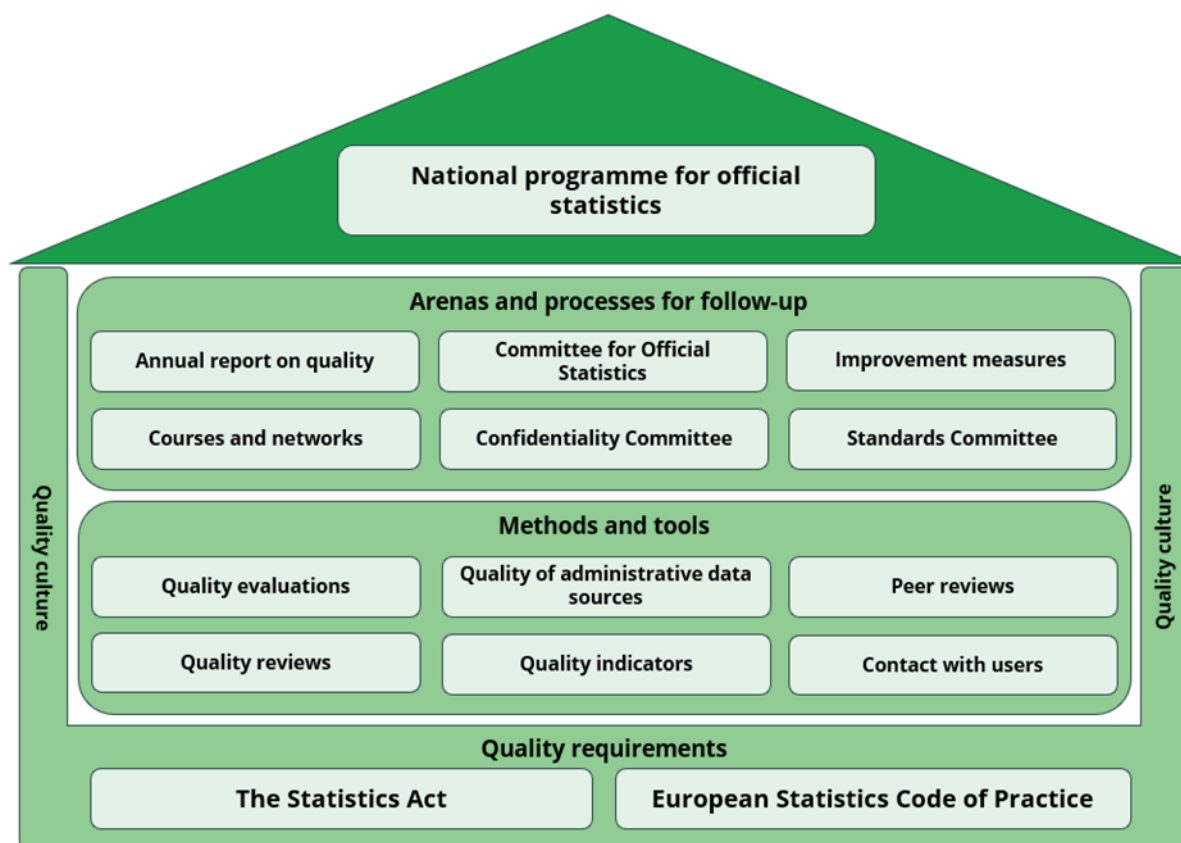 National programme for official
statistics
Arenas and processes for follow-up
Annual report on quality
Committee for Official
Statistics
Improvement measures
Courses and networks
Confidentiality Committee
Standards Committee
Quality culture
Quality culture
Methods and tools
Quality evaluations
Quality of administrative data
sources
Peer reviews
Quality reviews
Quality indicators
Contact with users
Quality requirements
The Statistics Act
European Statistics Code of Practice